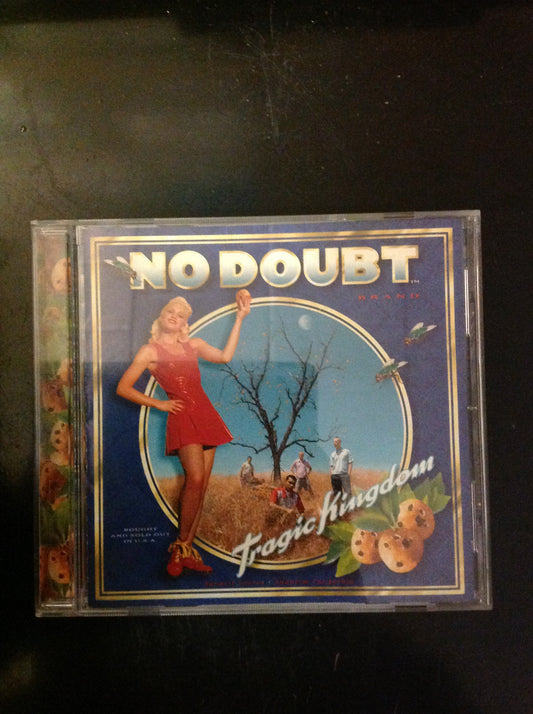 NO DOUBT
TM
BRAND
Tragic Kingdom
BOUGHT
AND SOLD OUT
IN U.S.A.